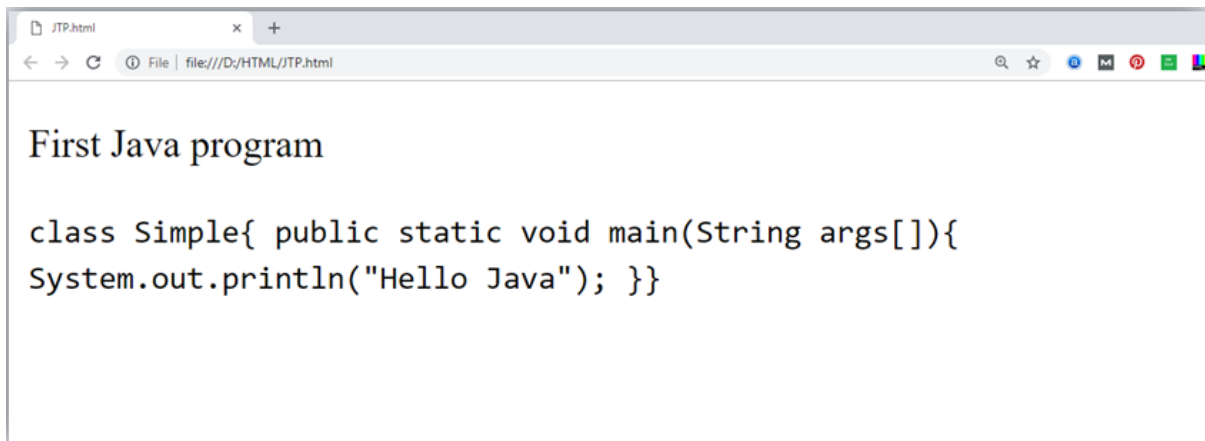 JTP.html
File | file:///D:/HTML/JTP.html
First Java program
class Simple{ public static void main(String args[]){
System.out.println("Hello Java"); }}